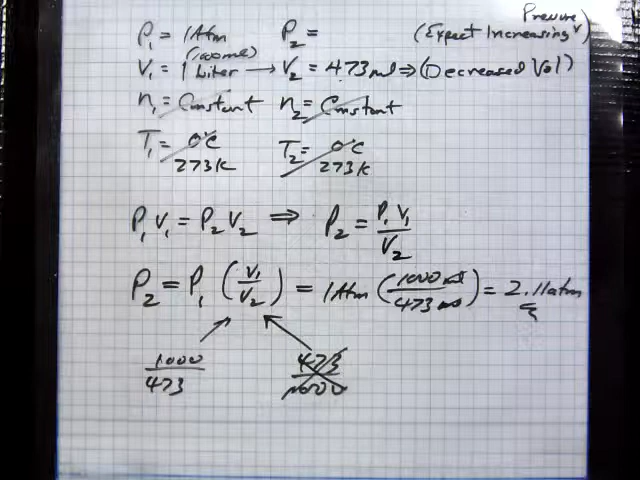 Pressure
P₁ = 1Atm P₂ = (Expect Increasing
(1000ml)
V₁ = 1 Liter → V₂ = 473 ml ⇒ (Decreased Vol)
n₁ = Constant n₂ = Constant
T₁ = 0°C T₂ = 0°C
273K 273K
P₁V₁ = P₂V₂ ⇒ P₂ = P₁V₁/V₂
P₂ = P₁ (V₁/V₂) = 1Atm (1000 ml/473 ml) = 2.11atm
1000/473 473/1000